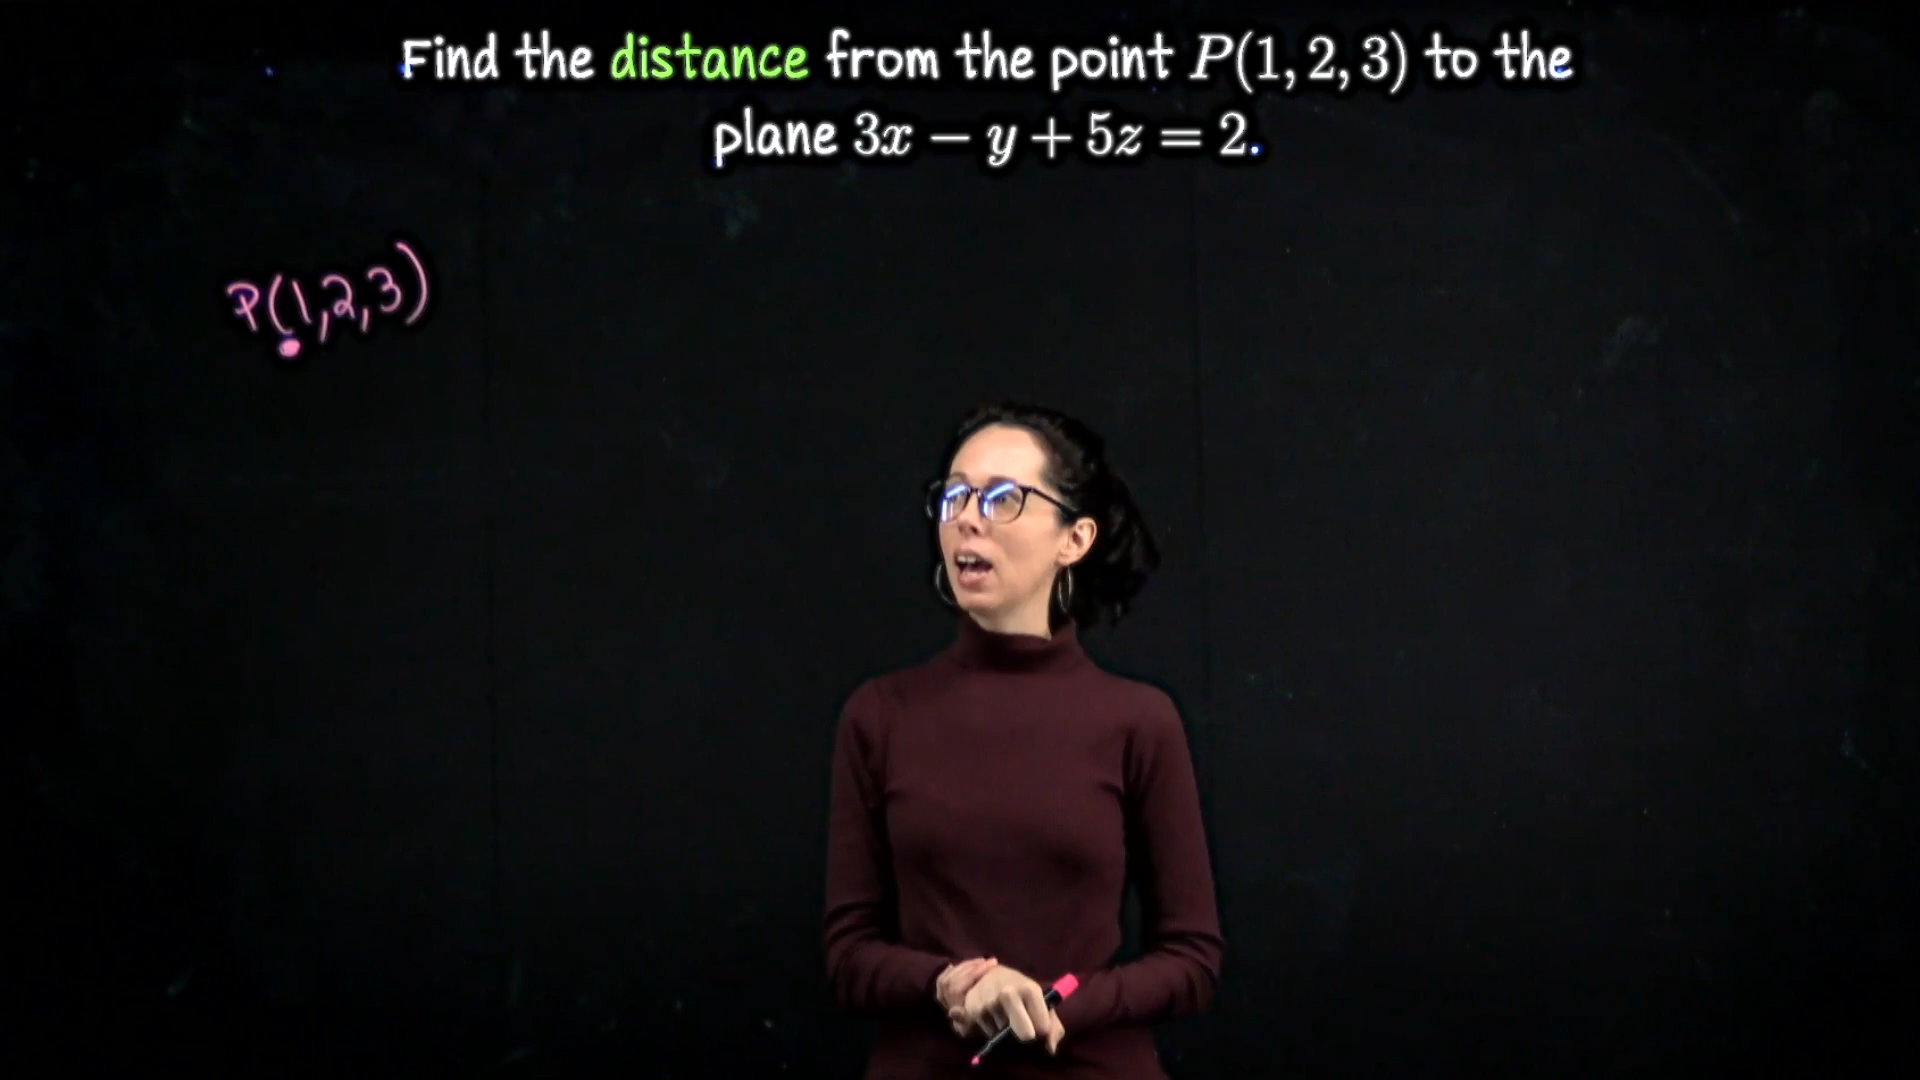 Find the distance from the point P(1, 2, 3) to the
plane 3x − y + 5z = 2.
P(1,2,3)